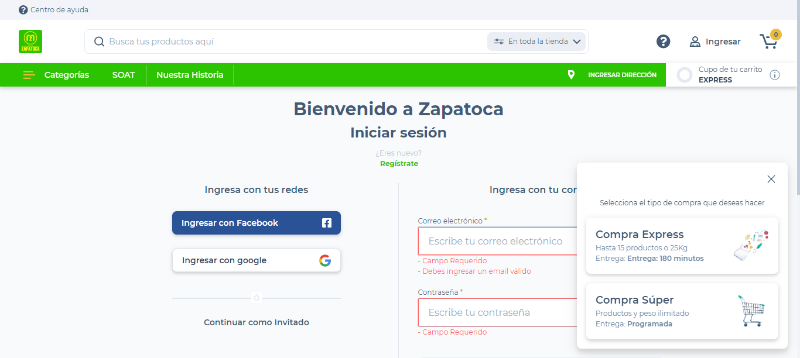 Centro de ayuda
m
ZAPATOCA
Busca tus productos aquí
En toda la tienda
Ingresar
0
Categorías
SOAT
Nuestra Historia
INGRESAR DIRECCIÓN
Cupo de tu carrito
EXPRESS
Bienvenido a Zapatoca
Iniciar sesión
¿Eres nuevo?
Regístrate
Ingresa con tus redes
Ingresar con Facebook
Ingresar con google
O
Continuar como Invitado
Ingresa con tu cor
Correo electrónico *
Escribe tu correo electrónico
- Campo Requerido
- Debes ingresar un email válido
Contraseña *
Escribe tu contraseña
- Campo Requerido
Selecciona el tipo de compra que deseas hacer
Compra Express
Hasta 15 productos o 25Kg
Entrega: Entrega: 180 minutos
Compra Súper
Productos y peso ilimitado
Entrega: Programada